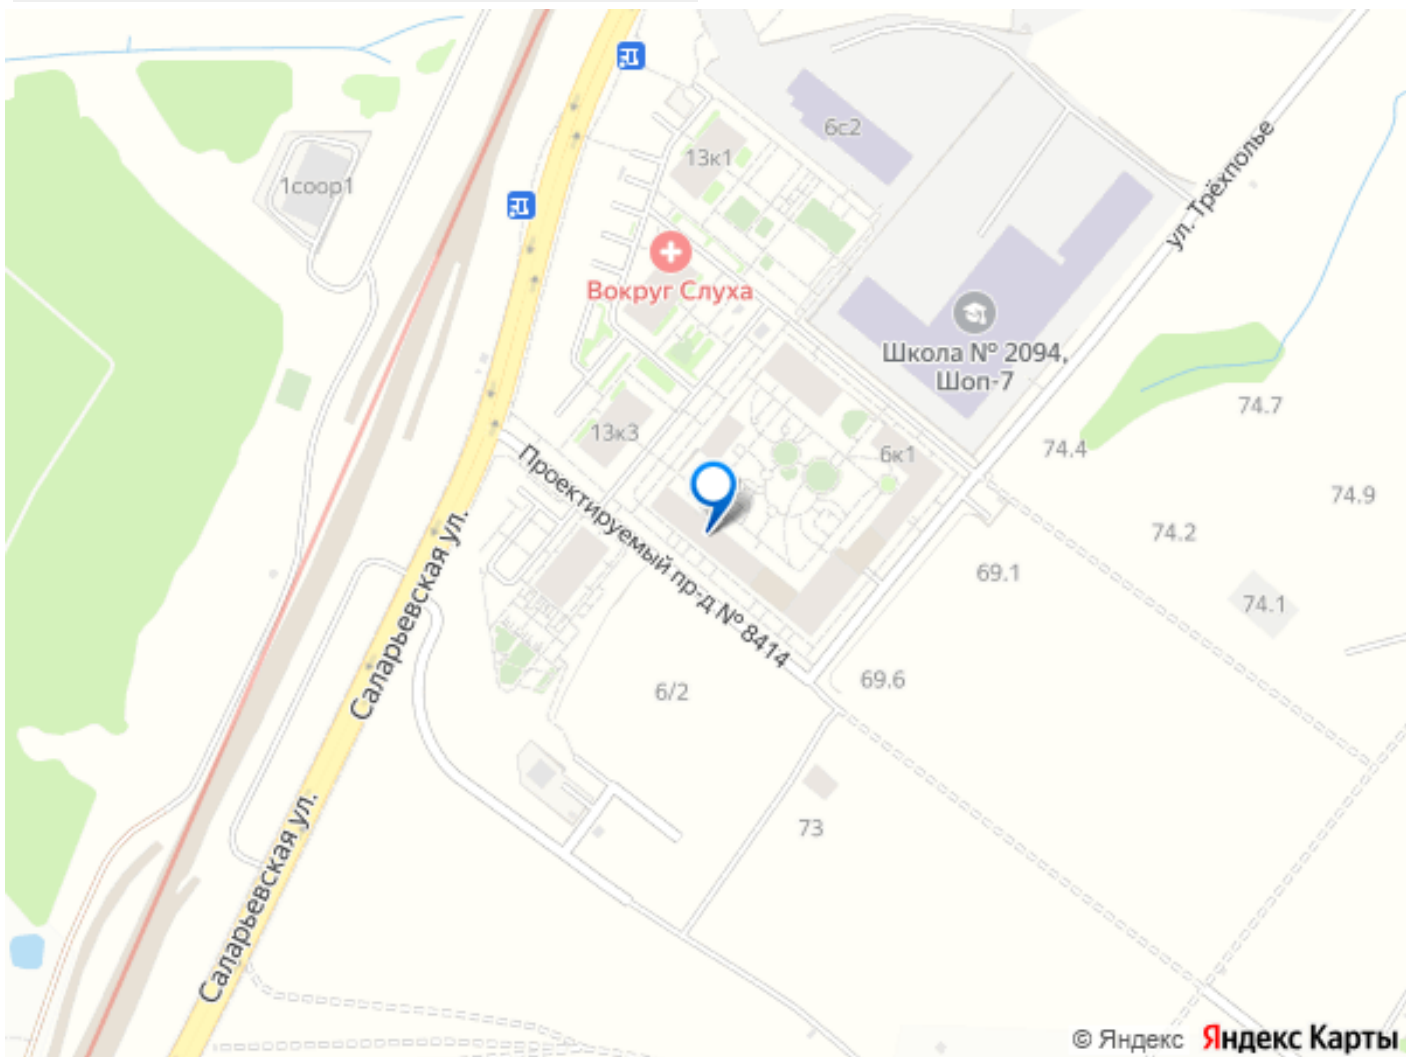 6с2
13к1
1соор1
ул. Трёхполье
Вокруг Слуха
Школа № 2094,
Шоп-7
74.7
13к3
6к1
74.4
Проектируемый пр-д № 8414
74.9
74.2
69.1
74.1
Саларьевская ул.
69.6
6/2
73
Саларьевская ул.
© Яндекс Яндекс Карты